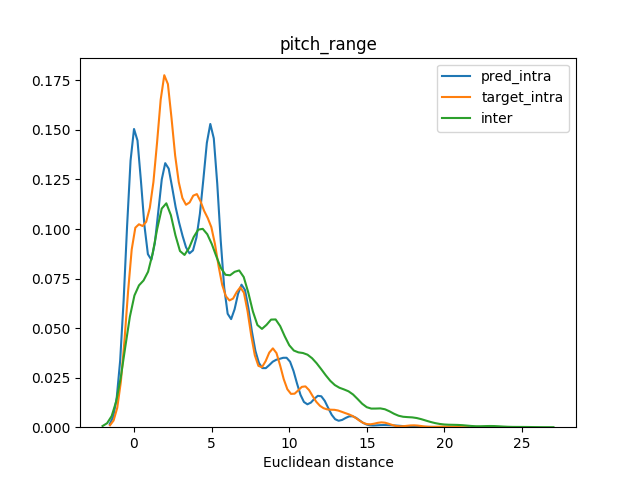 pitch_range
pred_intra
target_intra
inter
0.175
0.150
0.125
0.100
0.075
0.050
0.025
0.000
0 5 10 15 20 25
Euclidean distance